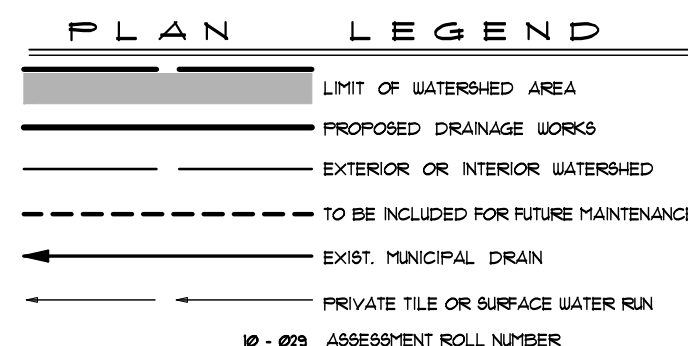 PLAN LEGEND
LIMIT OF WATERSHED AREA
PROPOSED DRAINAGE WORKS
EXTERIOR OR INTERIOR WATERSHED
TO BE INCLUDED FOR FUTURE MAINTENANCE
EXIST. MUNICIPAL DRAIN
PRIVATE TILE OR SURFACE WATER RUN
10 - 029 ASSESSMENT ROLL NUMBER